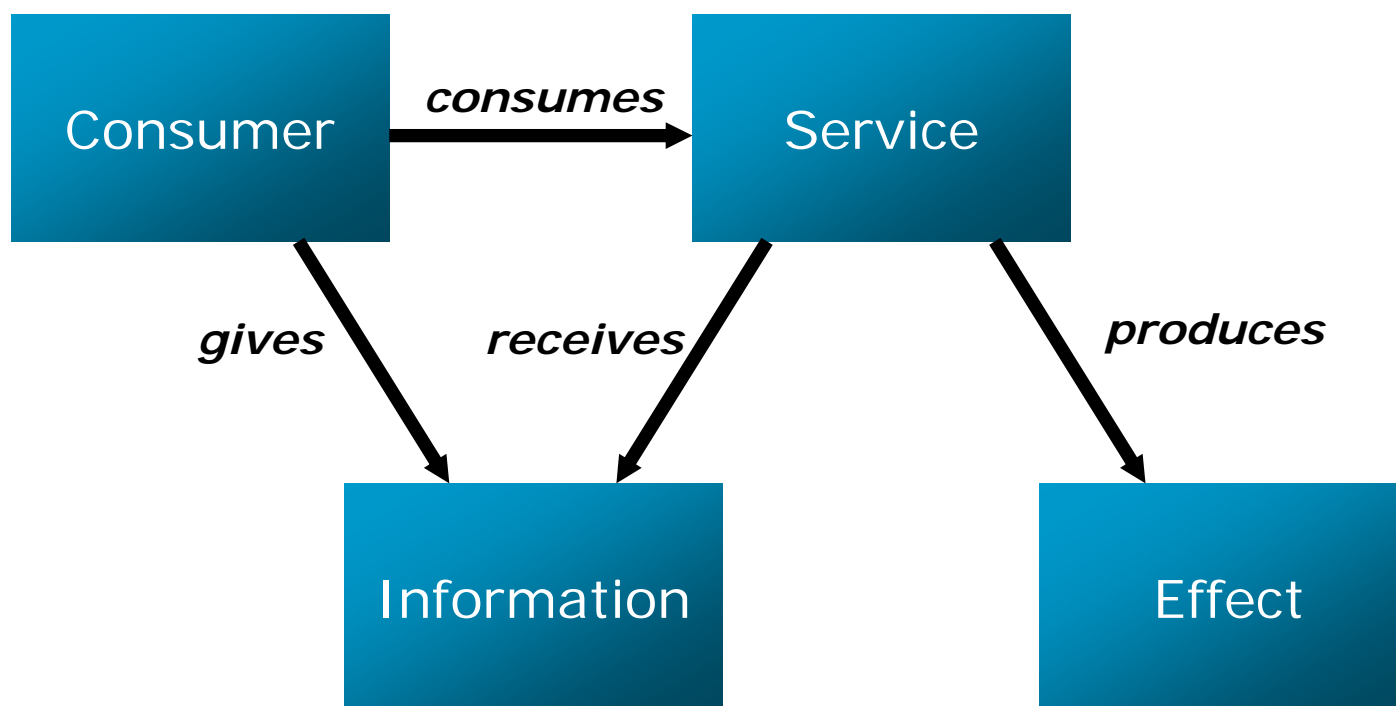 consumes
Consumer
Service
gives
receives
produces
Information
Effect